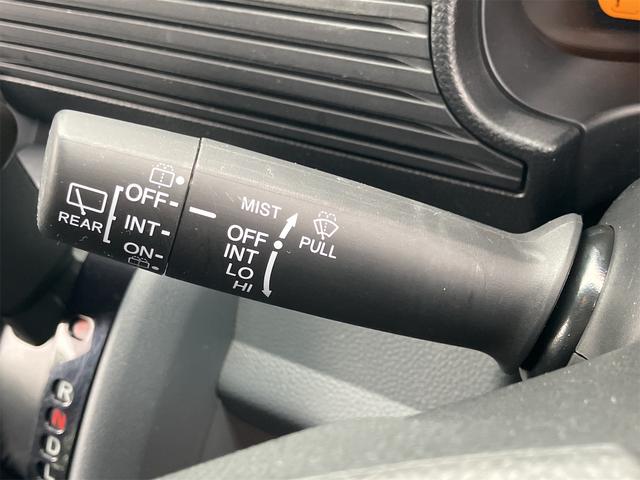 REAR
OFF
INT
ON
MIST
OFF
INT
LO
HI
PULL
R
N
D
L